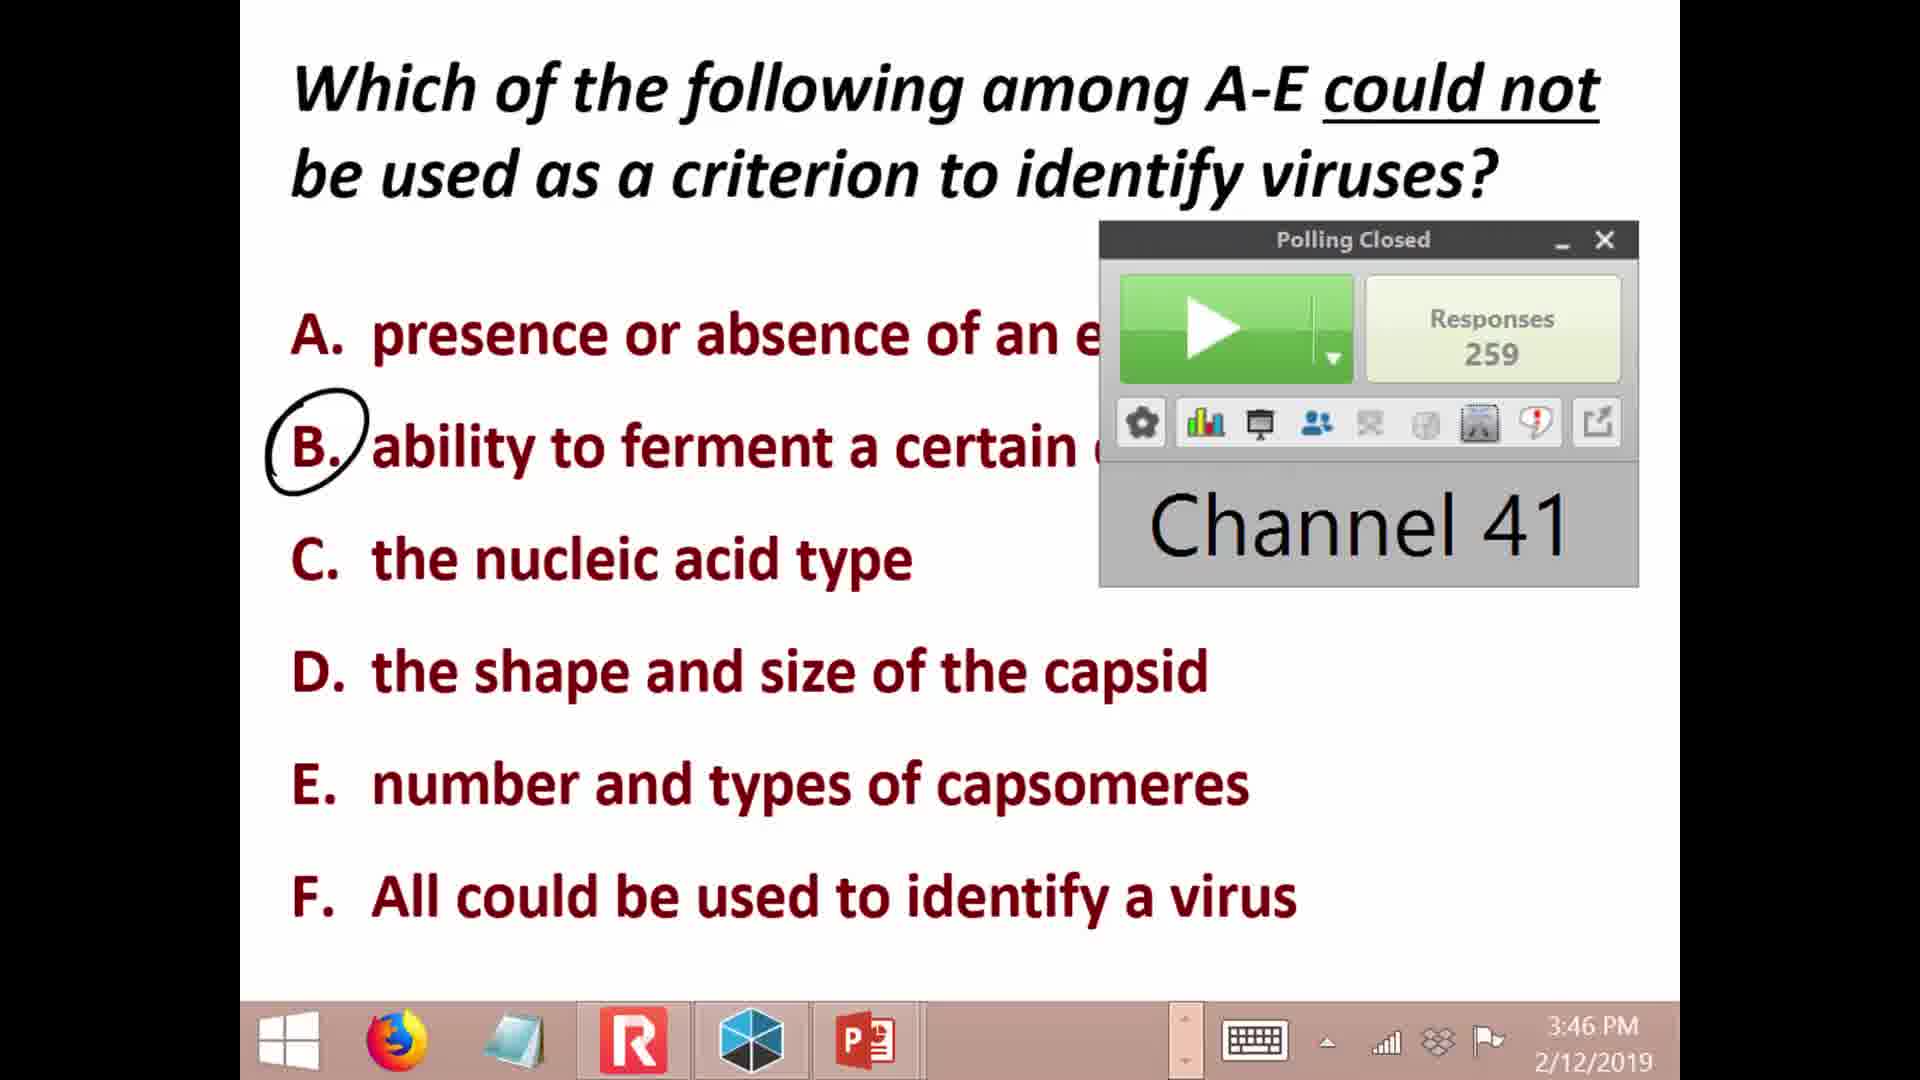 Which of the following among A-E could not
be used as a criterion to identify viruses?
Polling Closed
Responses
259
A. presence or absence of an
B. ability to ferment a certain
Channel 41
C. the nucleic acid type
D. the shape and size of the capsid
E. number and types of capsomeres
F. All could be used to identify a virus
3:46 PM
2/12/2019